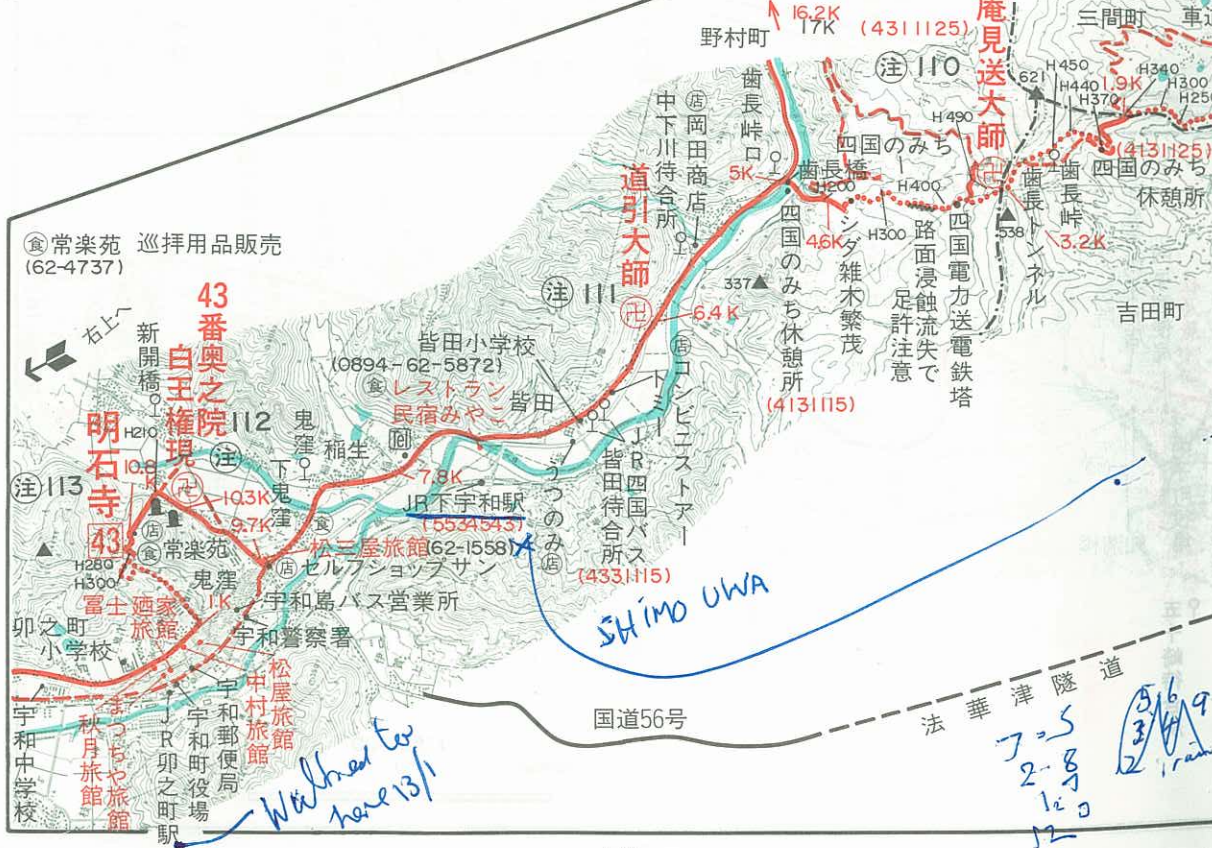 16.2K
17K
(4311125)
野村町
注 110
庵見送大師
三間町
621
H450
H440
1.9K
H340
H300
H370
H250
(4131125)
四国のみち
休憩所
歯長峠
歯長トンネル
538
3.2K
吉田町
H490
四国のみち
H400
四国電力送電鉄塔
路面浸蝕流失で
足許注意
H300
シダ雑木繁茂
H200
4.6K
歯長橋
5K
歯長峠口
四国のみち休憩所
(4131115)
店岡田商店
中下川待合所
道引大師
卍
注 111
337
6.4K
店コンビニストアー
トミー
JR四国バス
皆田待合所
(4331115)
皆田小学校
(0894-62-5872)
食レストラン
民宿みやこ
皆田
うつのみ店
食常楽苑 巡拝用品販売
(62-4737)
右上へ
新開橋
43番奥之院
白王権現
明石寺
43
H210
10.8K
注 112
注 113
卍
10.3K
9.7K
鬼窪
下鬼窪
稲生
食
7.8K
JR下宇和駅
(5534543)
松三屋旅館(62-1558)
店セルフショップサン
店
食常楽苑
鬼窪
H280
H300
1K
宇和島バス営業所
宇和警察署
冨士廼家旅館
卯之町
小学校
松屋旅館
中村旅館
宇和郵便局
宇和町役場
JR卯之町駅
まつちや旅館
秋月旅館
宇和中学校
国道56号
法華津隧道
SHIMO UWA
Walked to
here 13/1